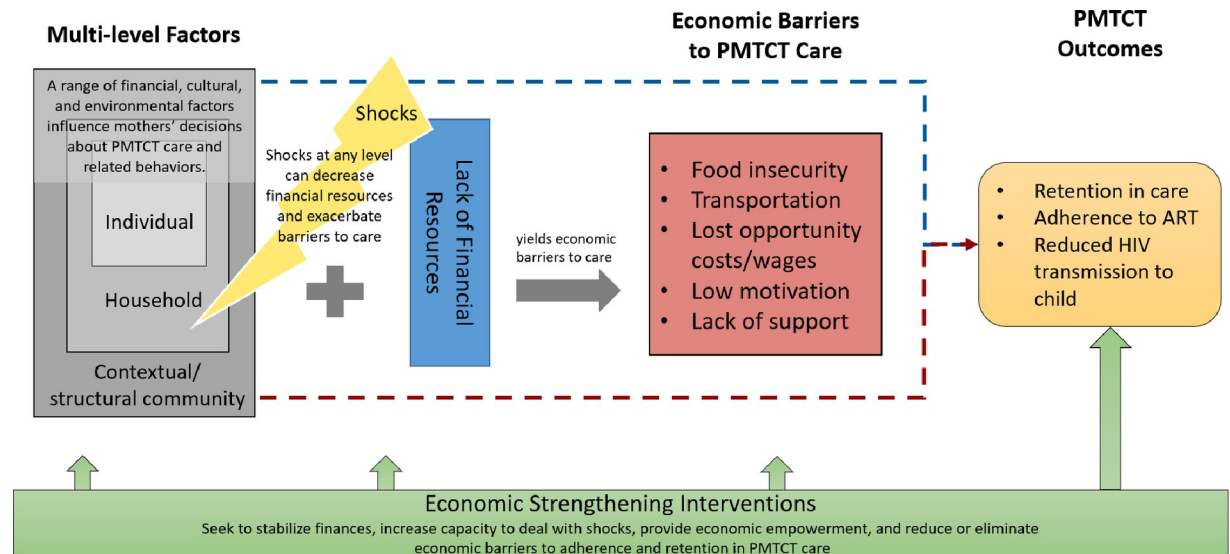 Multi-level Factors
A range of financial, cultural,
and environmental factors
influence mothers' decisions
about PMTCT care and
related behaviors.
Individual
Household
Contextual/
structural community
Shocks
Shocks at any level
can decrease
financial resources
and exacerbate
barriers to care
Lack of Financial
Resources
yields economic
barriers to care
Economic Barriers
to PMTCT Care
• Food insecurity
• Transportation
• Lost opportunity
costs/wages
• Low motivation
• Lack of support
PMTCT
Outcomes
• Retention in care
• Adherence to ART
• Reduced HIV
transmission to
child
Economic Strengthening Interventions
Seek to stabilize finances, increase capacity to deal with shocks, provide economic empowerment, and reduce or eliminate
economic barriers to adherence and retention in PMTCT care